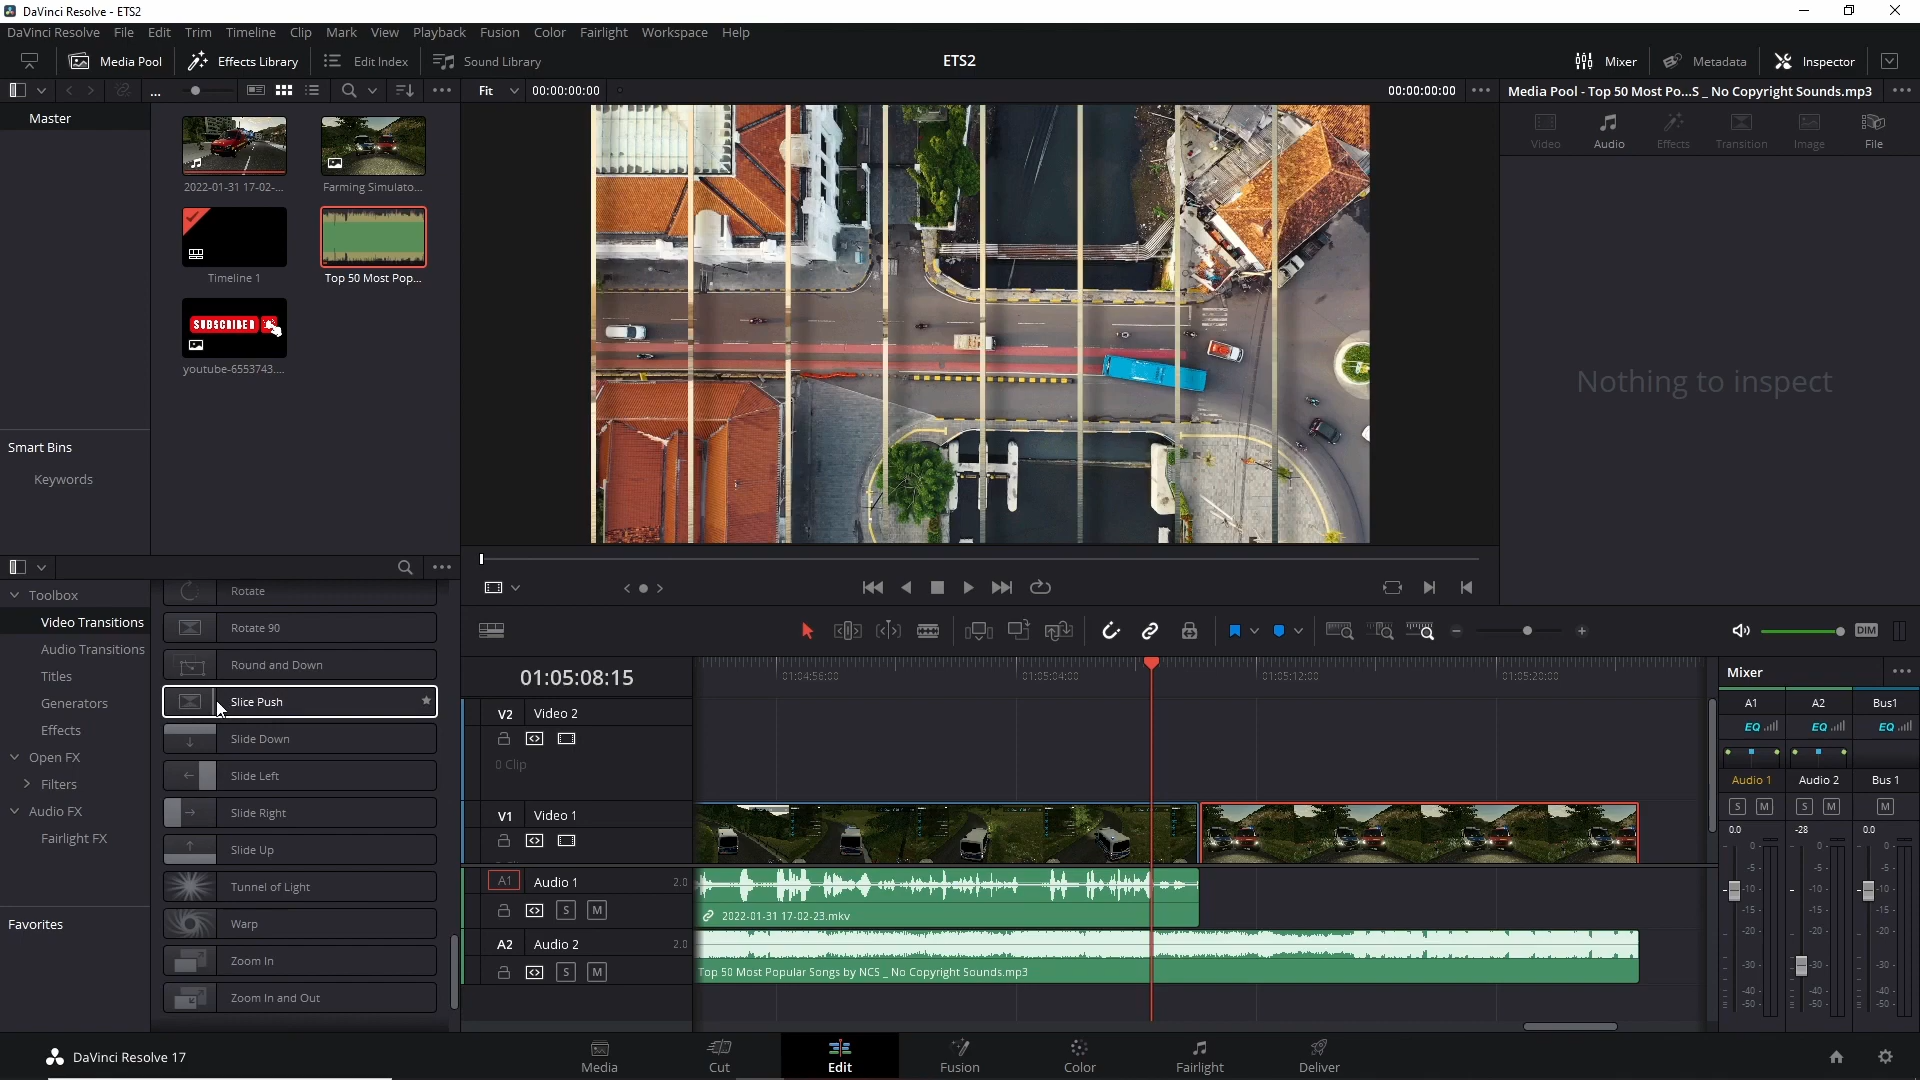 DaVinci Resolve - ETS2
DaVinci Resolve File Edit Trim Timeline Clip Mark View Playback Fusion Color Fairlight Workspace Help
Media Pool Effects Library Edit Index Sound Library ETS2 Mixer Metadata Inspector
... Fit 00:00:00:00 00:00:00:00 Media Pool - Top 50 Most Po...S _ No Copyright Sounds.mp3
Master
Video Audio Effects Transition Image File
2022-01-31 17-02-... Farming Simulato...
Timeline 1 Top 50 Most Pop...
SUBSCRIBED
youtube-6553743....
Nothing to inspect
Smart Bins
Keywords
Toolbox
Video Transitions
Audio Transitions
Titles
Generators
Effects
Open FX
Filters
Audio FX
Fairlight FX
Favorites
Rotate
Rotate 90
Round and Down
Slice Push
Slide Down
Slide Left
Slide Right
Slide Up
Tunnel of Light
Warp
Zoom In
Zoom In and Out
DIM
01:05:08:15
01:04:56:00 01:05:04:00 01:05:12:00 01:05:20:00
V2 Video 2
0 Clip
V1 Video 1
A1 Audio 1 2.0
S M
2022-01-31 17-02-23.mkv
A2 Audio 2 2.0
S M
Top 50 Most Popular Songs by NCS _ No Copyright Sounds.mp3
Mixer
A1 A2 Bus1
EQ EQ EQ
Audio 1 Audio 2 Bus 1
S M S M M
0.0 -28 0.0
0 0 0
-5 -5 -5
-10 -10 -10
-15 -15 -15
-20 -20 -20
-30 -30 -30
-40 -40 -40
-50 -50 -50
DaVinci Resolve 17
Media Cut Edit Fusion Color Fairlight Deliver